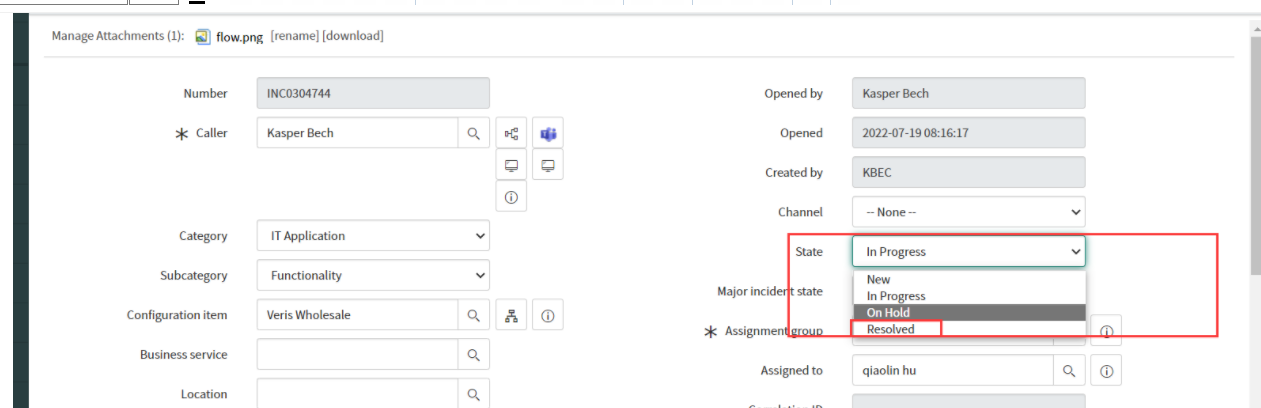 Manage Attachments (1): flow.png [rename] [download]
Number INC0304744
Caller Kasper Bech
Category IT Application
Subcategory Functionality
Configuration item Veris Wholesale
Business service
Location
Opened by Kasper Bech
Opened 2022-07-19 08:16:17
Created by KBEC
Channel -- None --
State In Progress
New
Major incident state
In Progress
On Hold
Assignment group
Resolved
Assigned to qiaolin hu